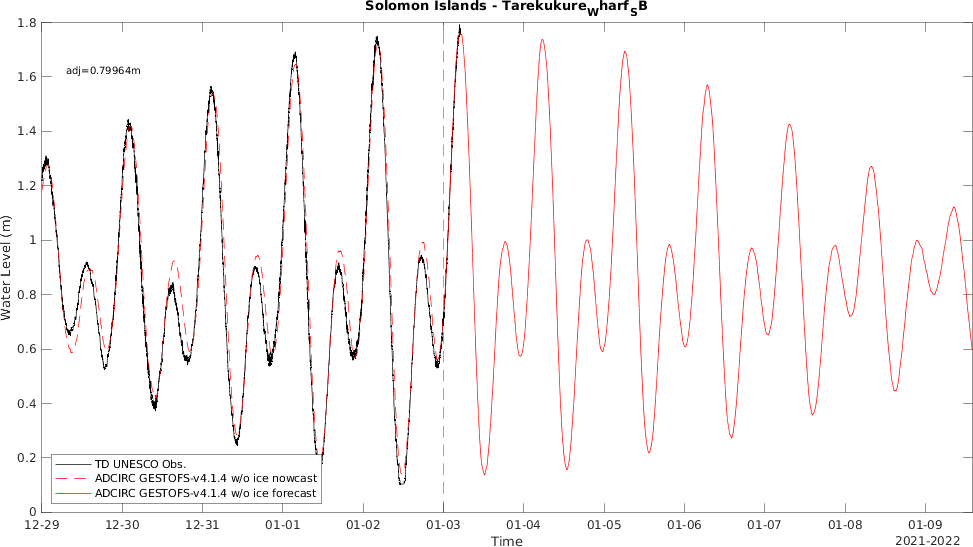 Solomon Islands - TarekukureWharfSB
1.8
1.6
1.4
1.2
1
0.8
0.6
0.4
0.2
0
Water Level (m)
adj=0.79964m
TD UNESCO Obs.
ADCIRC GESTOFS-v4.1.4 w/o ice nowcast
ADCIRC GESTOFS-v4.1.4 w/o ice forecast
12-29 12-30 12-31 01-01 01-02 01-03 01-04 01-05 01-06 01-07 01-08 01-09
Time
2021-2022